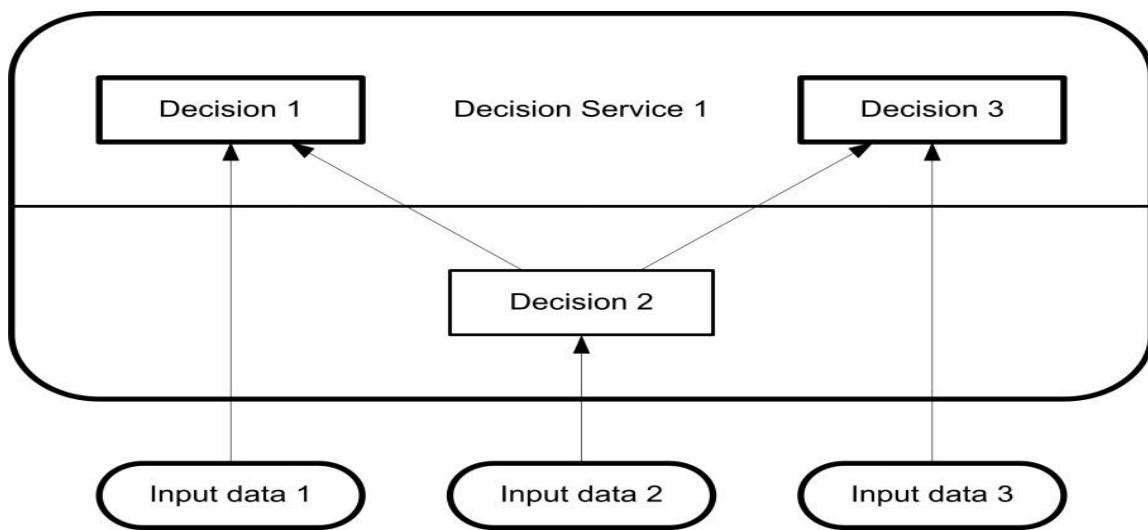 Decision 1
Decision Service 1
Decision 3
Decision 2
Input data 1
Input data 2
Input data 3